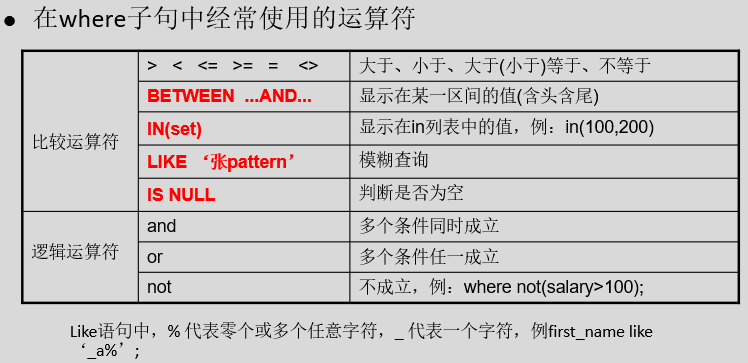 ● 在where子句中经常使用的运算符
比较运算符
> < <= >= = <>
大于、小于、大于(小于)等于、不等于
BETWEEN ...AND...
显示在某一区间的值(含头含尾)
IN(set)
显示在in列表中的值，例：in(100,200)
LIKE ‘张pattern’
模糊查询
IS NULL
判断是否为空
逻辑运算符
and
多个条件同时成立
or
多个条件任一成立
not
不成立，例：where not(salary>100);
Like语句中，% 代表零个或多个任意字符，_ 代表一个字符，例first_name like
‘_a%’;